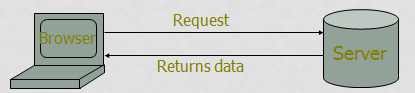 Request
Browser
Server
Returns data